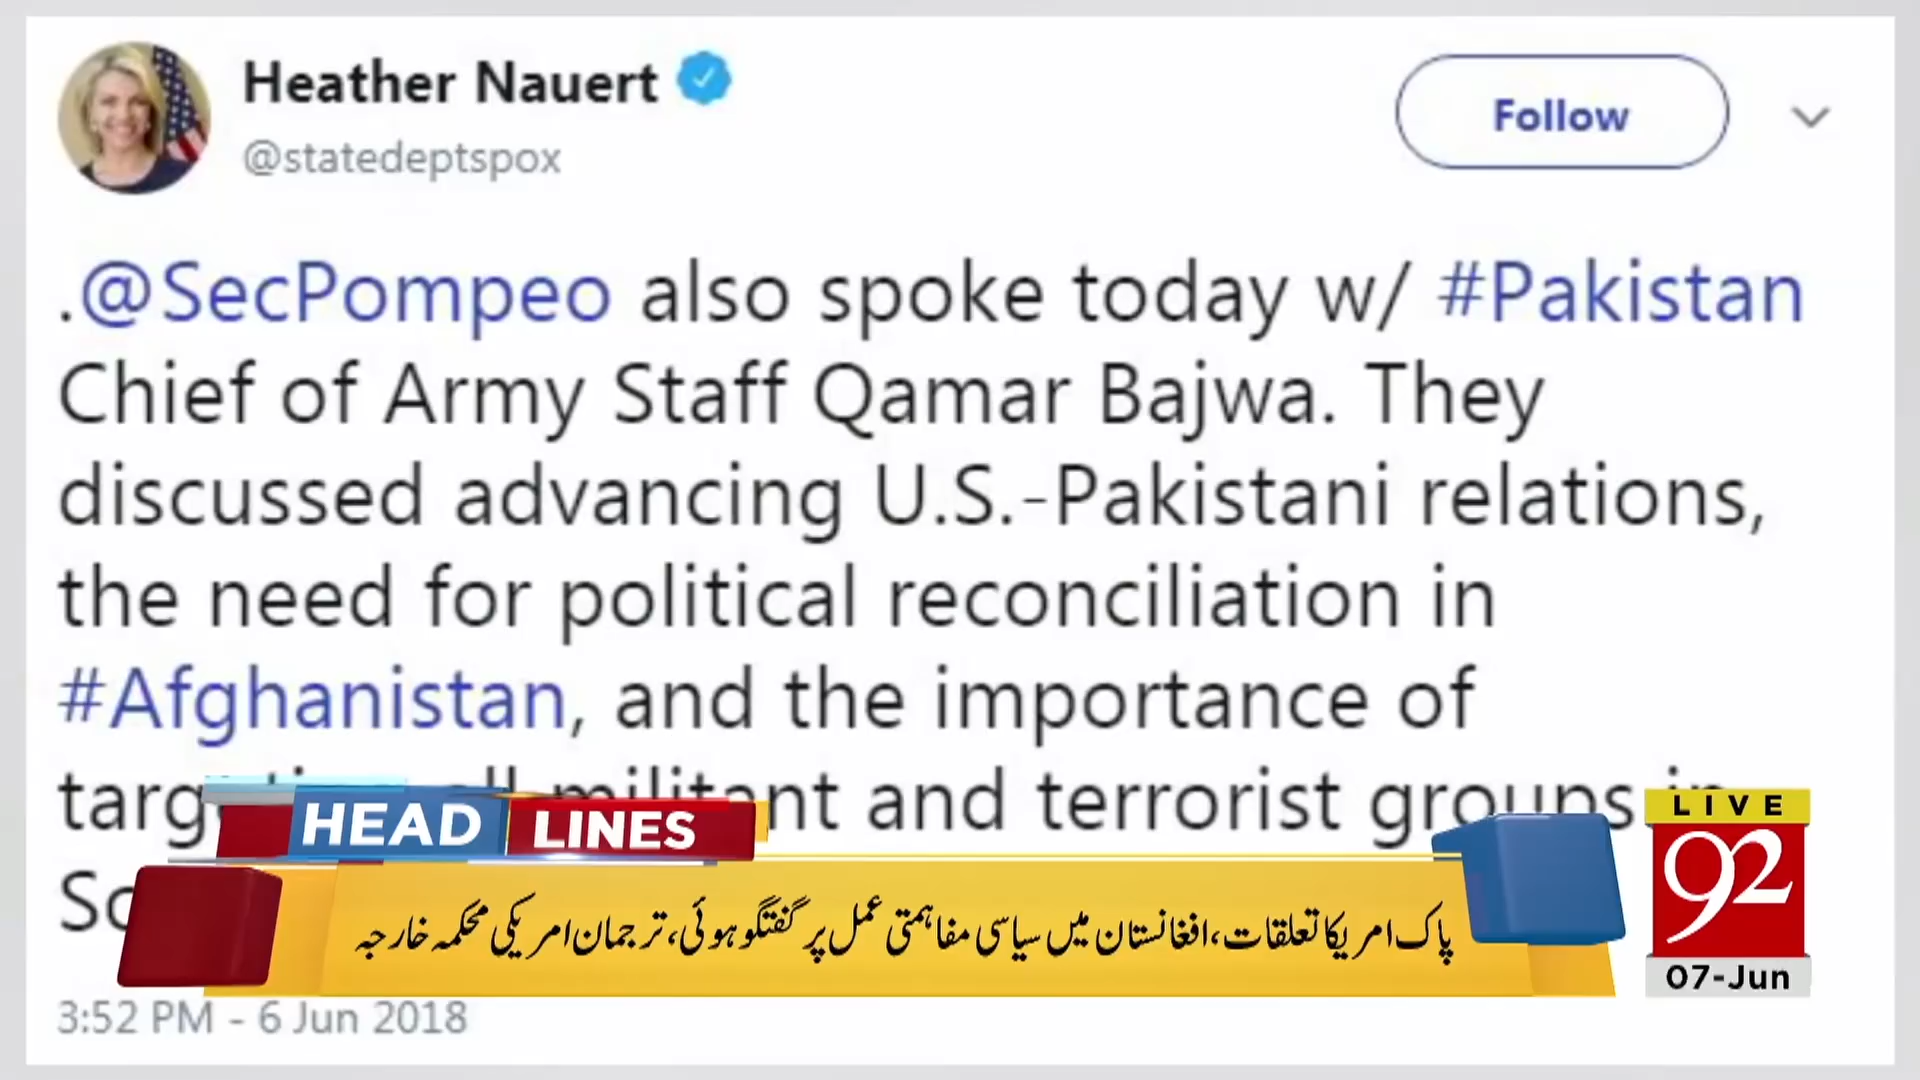 Heather Nauert
@statedeptspox
Follow
.@SecPompeo also spoke today w/ #Pakistan
Chief of Army Staff Qamar Bajwa. They
discussed advancing U.S.-Pakistani relations,
the need for political reconciliation in
#Afghanistan, and the importance of
militant and terrorist groups in
HEAD LINES
پاک امریکا تعلقات، افغانستان میں سیاسی مفاہمتی عمل پر گفتگو ہوئی، ترجمان امریکی محکمہ خارجہ
LIVE
92
07-Jun
3:52 PM - 6 Jun 2018